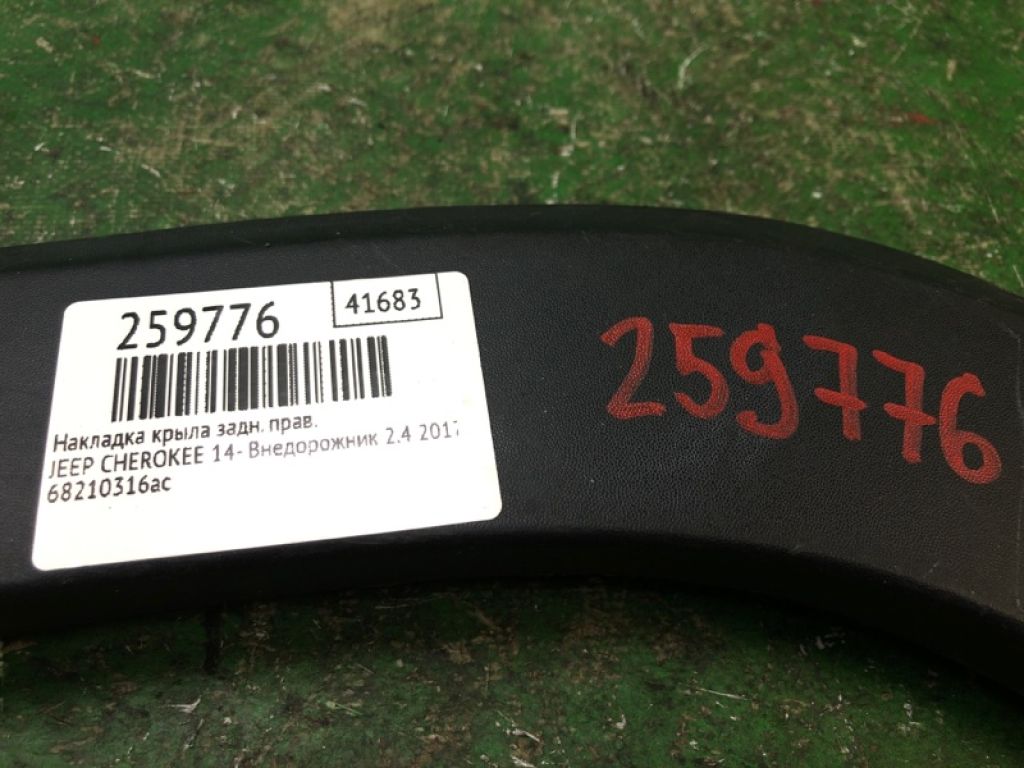 259776
41683
Накладка крыла задн. прав.
JEEP CHEROKEE 14- Внедорожник 2.4 2017
68210316ac
259776